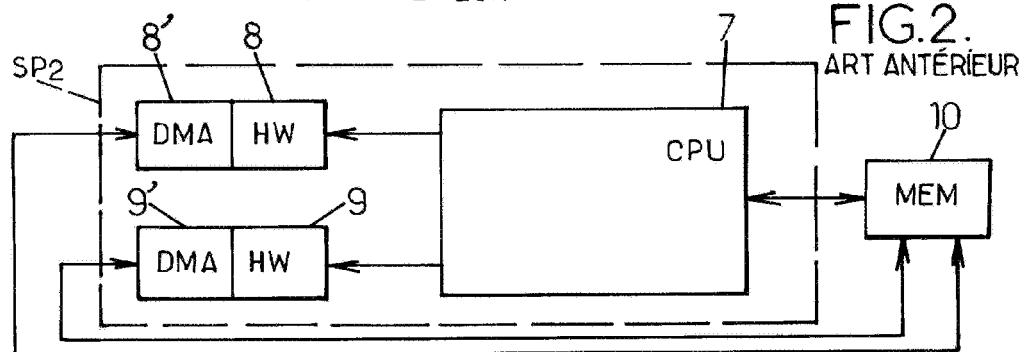 FIG.2.
ART ANTÉRIEUR
8' 8 7
SP2
DMA HW
CPU
10
MEM
9' 9
DMA HW